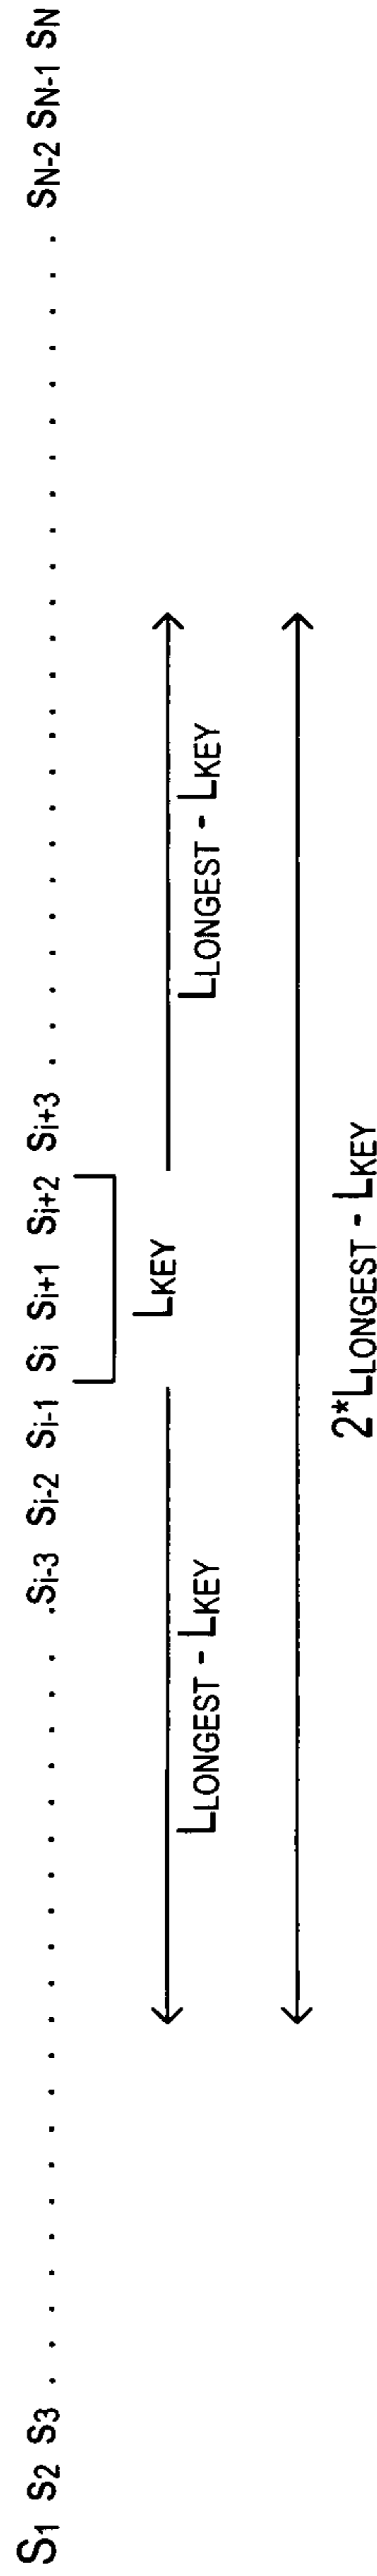 S1 S2 S3 . . . . . . . . . . . . . . . . . . . . . . Si-3 Si-2 Si-1 Si Si+1 Si+2 Si+3 . . . . . . . . . . . . . . . . . . . . . . . . SN-2 SN-1 SN
LKEY
LLONGEST - LKEY LLONGEST - LKEY
2*LLONGEST - LKEY